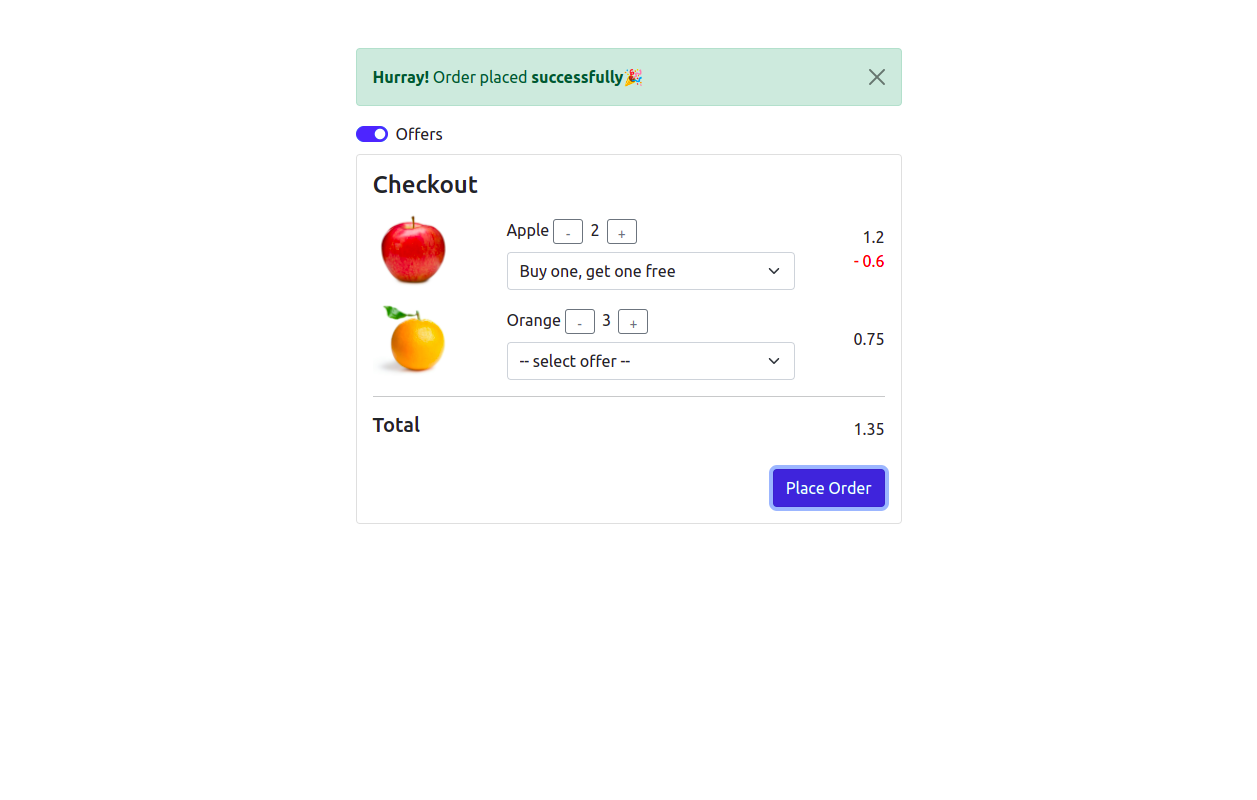 Hurray! Order placed successfully🎉
Offers
Checkout
Apple - 2 +
1.2
Buy one, get one free
- 0.6
Orange - 3 +
0.75
-- select offer --
Total
1.35
Place Order